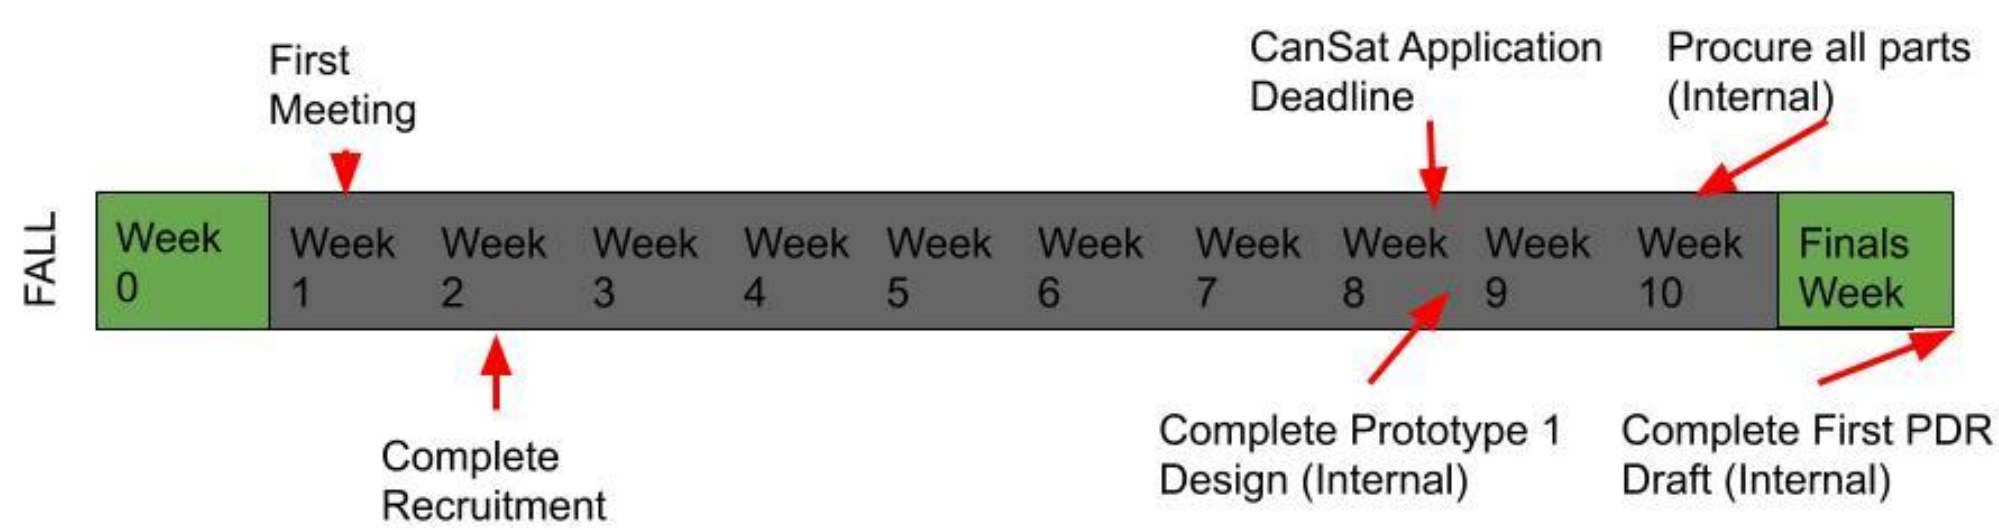 First
Meeting
CanSat Application
Deadline
Procure all parts
(Internal)
FALL
Week
0
Week
1
Week
2
Week
3
Week
4
Week
5
Week
6
Week
7
Week
8
Week
9
Week
10
Finals
Week
Complete
Recruitment
Complete Prototype 1
Design (Internal)
Complete First PDR
Draft (Internal)